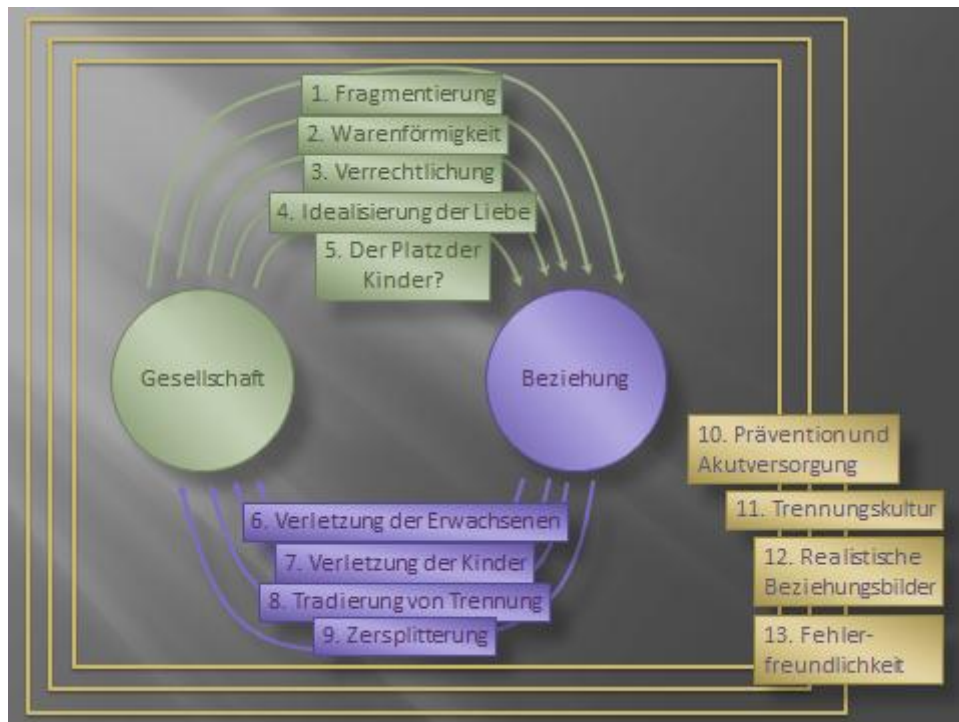 1. Fragmentierung
2. Warenförmigkeit
3. Verrechtlichung
4. Idealisierung der Liebe
5. Der Platz der
Kinder?
Gesellschaft
Beziehung
6. Verletzung der Erwachsenen
7. Verletzung der Kinder
8. Tradierung von Trennung
9. Zersplitterung
10. Prävention und
Akutversorgung
11. Trennungskultur
12. Realistische
Beziehungsbilder
13. Fehler-
freundlichkeit